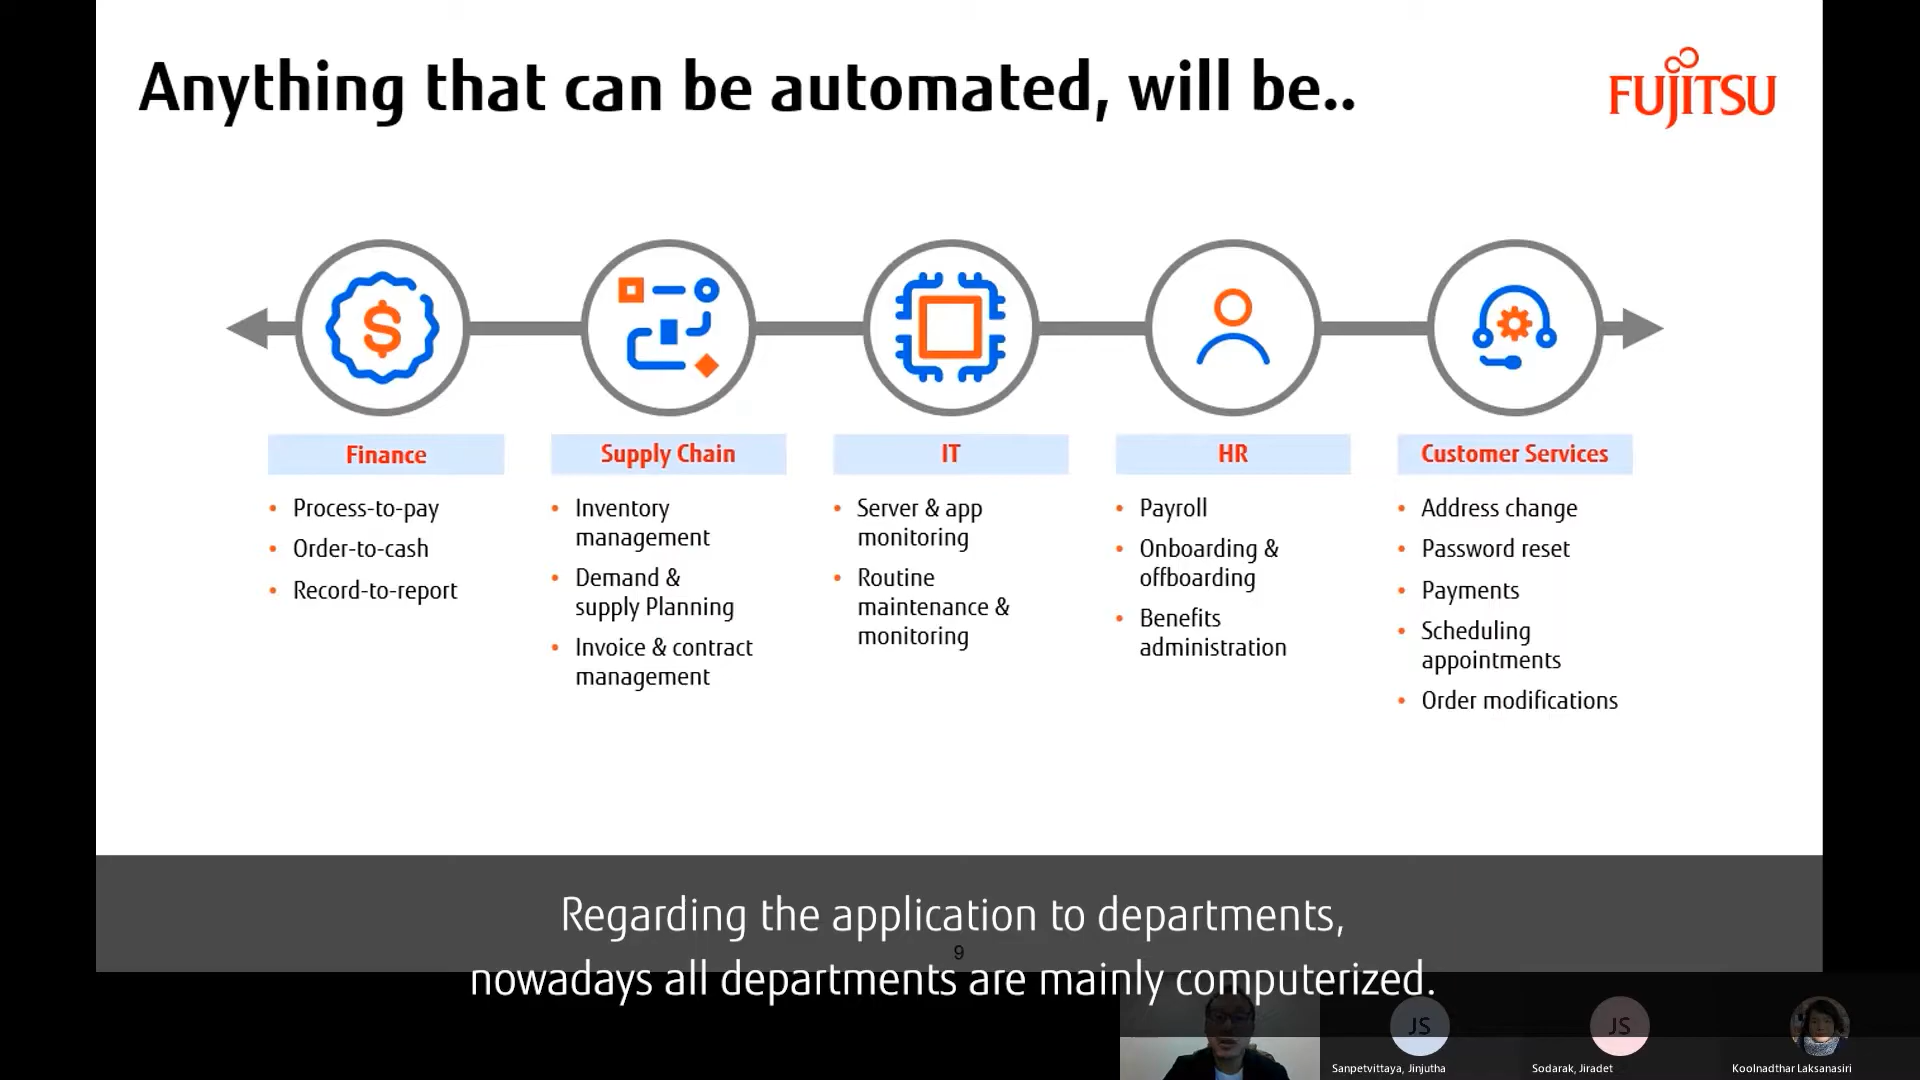 Anything that can be automated, will be..
FUJITSU
$
Finance
Process-to-pay
Order-to-cash
Record-to-report
Supply Chain
Inventory
management
Demand &
supply Planning
Invoice & contract
management
IT
Server & app
monitoring
Routine
maintenance &
monitoring
HR
Payroll
Onboarding &
offboarding
Benefits
administration
Customer Services
Address change
Password reset
Payments
Scheduling
appointments
Order modifications
Regarding the application to departments,
9
nowadays all departments are mainly computerized.
JS
JS
Sanpetvittaya, Jinjutha
Sodarak, Jiradet
Koolnadthar Laksanasiri